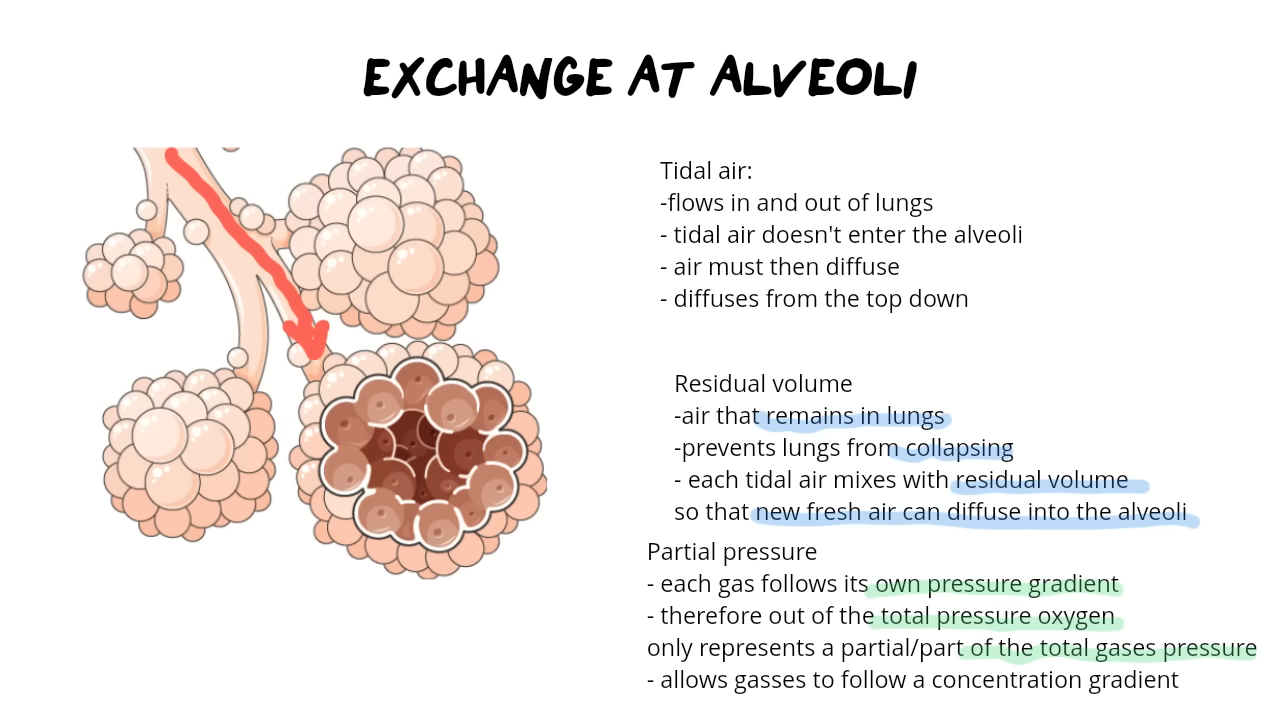 EXCHANGE AT ALVEOLI
Tidal air:
-flows in and out of lungs
- tidal air doesn't enter the alveoli
- air must then diffuse
- diffuses from the top down
Residual volume
-air that remains in lungs
-prevents lungs from collapsing
- each tidal air mixes with residual volume
so that new fresh air can diffuse into the alveoli
Partial pressure
- each gas follows its own pressure gradient
- therefore out of the total pressure oxygen
only represents a partial/part of the total gases pressure
- allows gasses to follow a concentration gradient